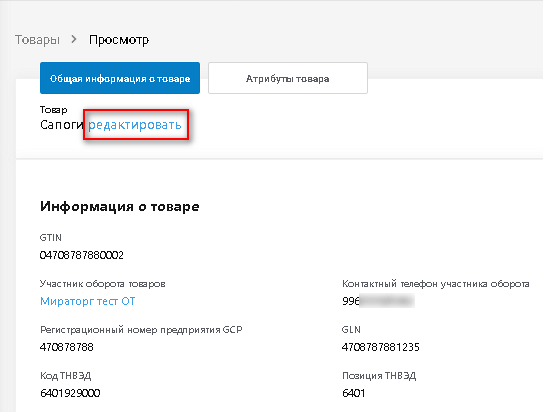 Товары > Просмотр
Общая информация о товаре Атрибуты товара
Товар
Сапоги редактировать
Информация о товаре
GTIN
04708787880002
Участник оборота товаров Контактный телефон участника оборота
Мираторг тест ОТ 996
Регистрационный номер предприятия GCP GLN
470878788 4708787881235
Код ТНВЭД Позиция ТНВЭД
6401929000 6401